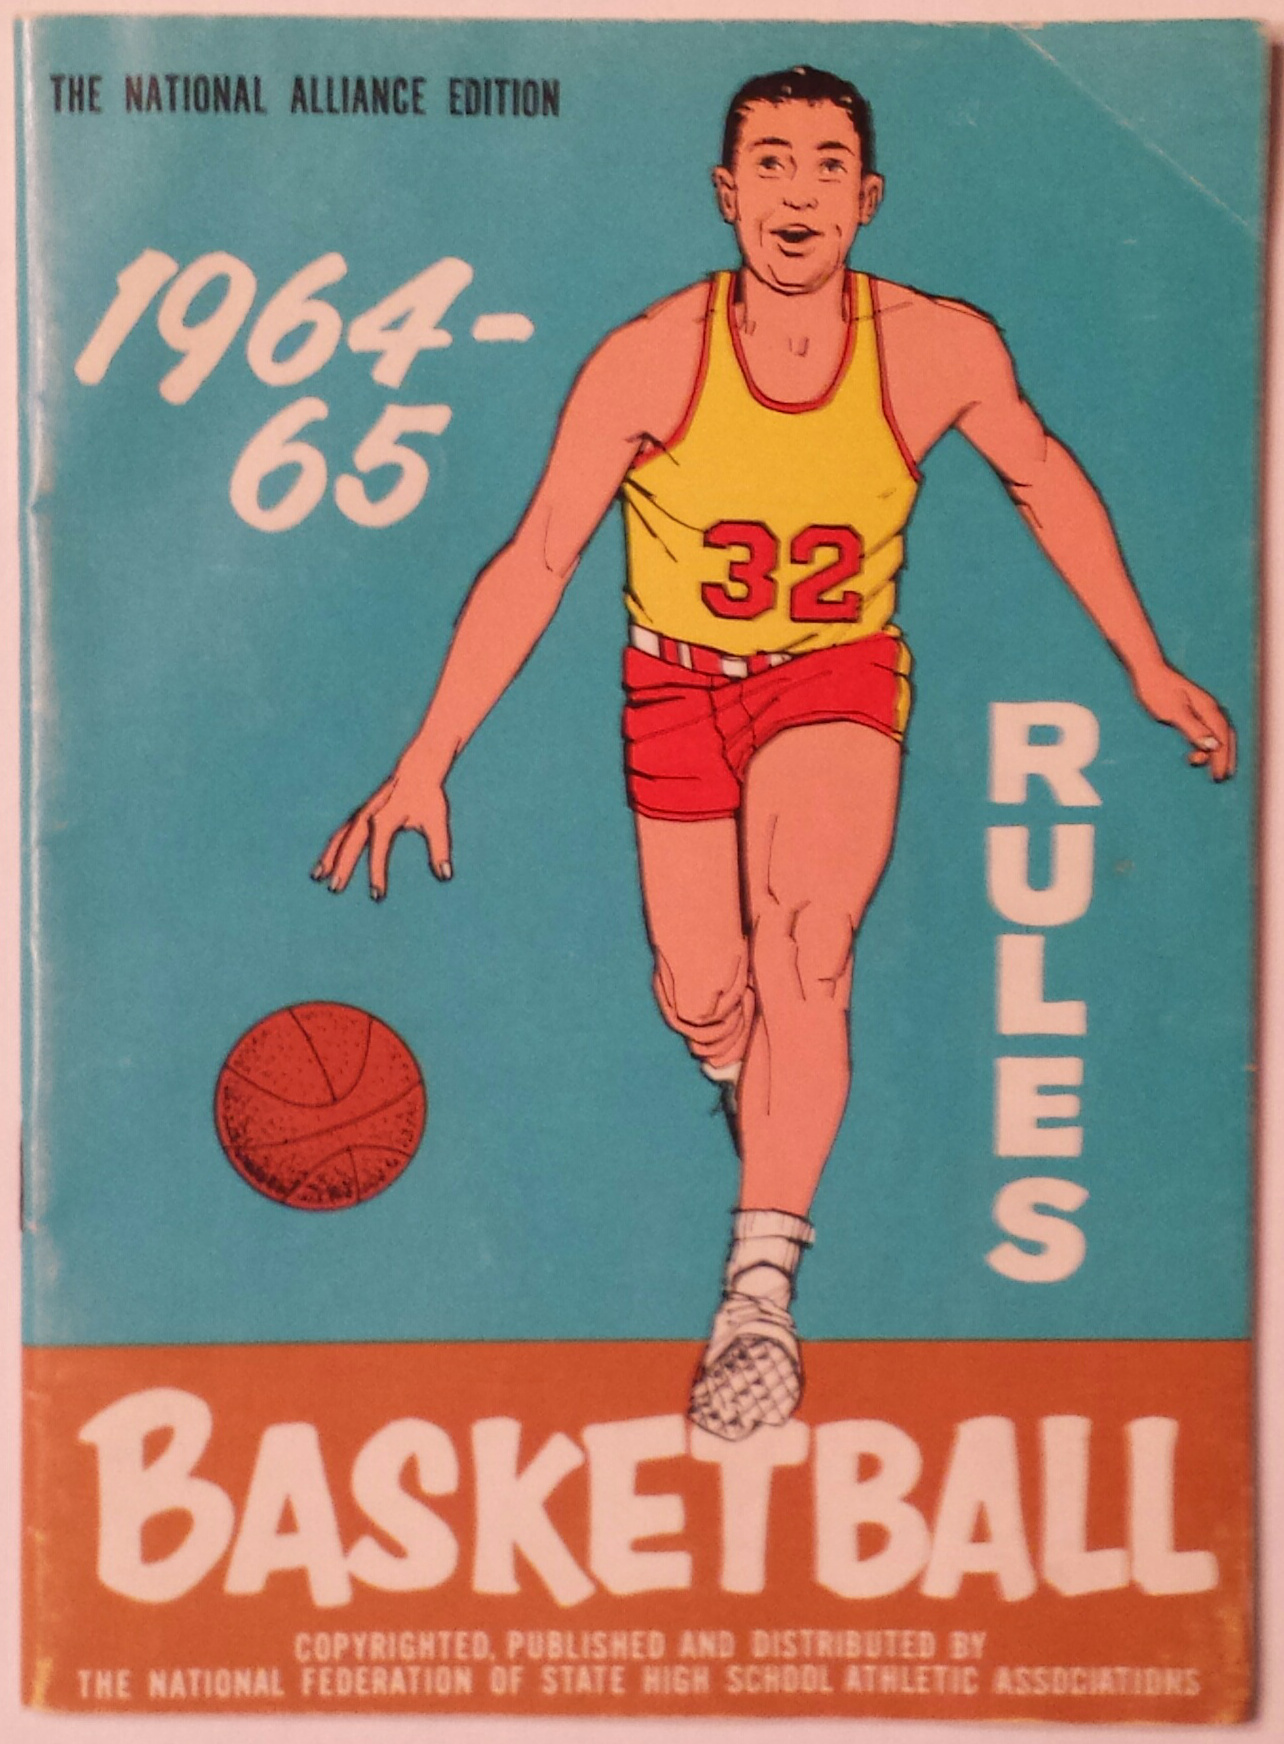 THE NATIONAL ALLIANCE EDITION
1964-
65
32
RULES
BASKETBALL
COPYRIGHTED, PUBLISHED AND DISTRIBUTED BY
THE NATIONAL FEDERATION OF STATE HIGH SCHOOL ATHLETIC ASSOCIATIONS